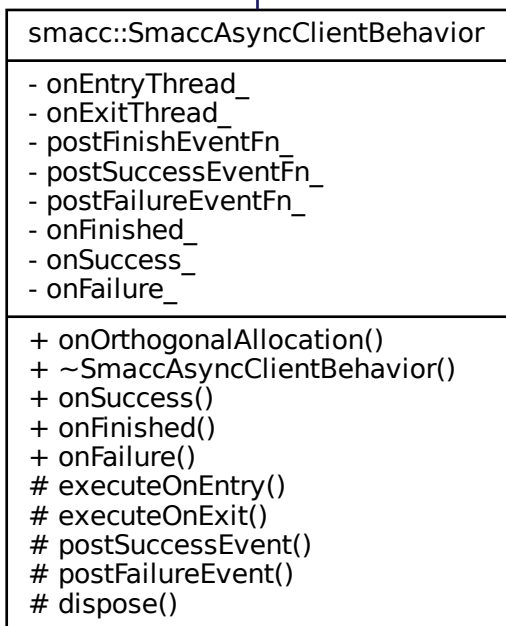 smacc::SmaccAsyncClientBehavior
- onEntryThread_
- onExitThread_
- postFinishEventFn_
- postSuccessEventFn_
- postFailureEventFn_
- onFinished_
- onSuccess_
- onFailure_
+ onOrthogonalAllocation()
+ ~SmaccAsyncClientBehavior()
+ onSuccess()
+ onFinished()
+ onFailure()
# executeOnEntry()
# executeOnExit()
# postSuccessEvent()
# postFailureEvent()
# dispose()